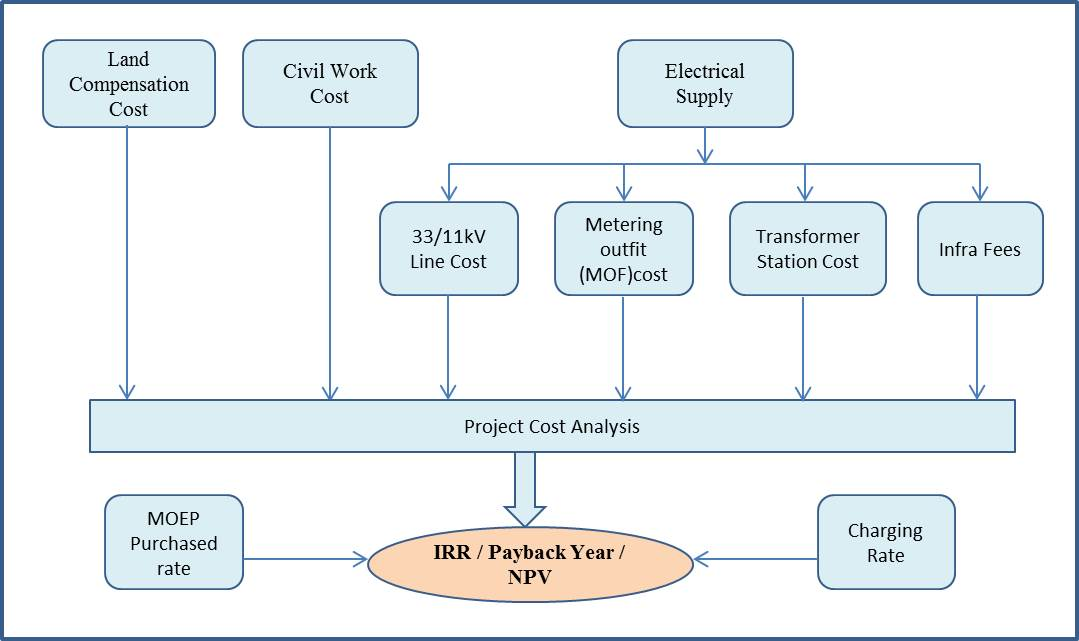 Land
Compensation
Cost
Civil Work
Cost
Electrical
Supply
33/11kV
Line Cost
Metering
outfit
(MOF)cost
Transformer
Station Cost
Infra Fees
Project Cost Analysis
MOEP
Purchased
rate
IRR / Payback Year /
NPV
Charging
Rate